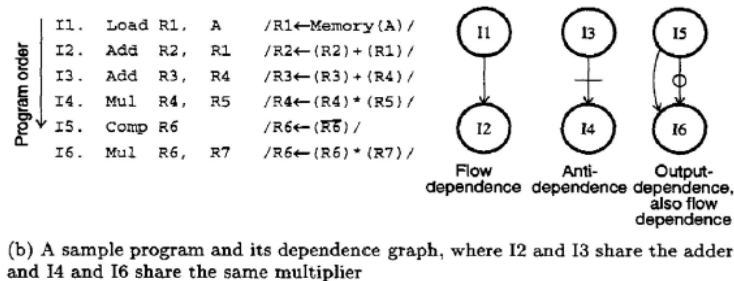 Program order
I1. Load R1, A /R1←Memory(A)/
I2. Add R2, R1 /R2←(R2)+(R1)/
I3. Add R3, R4 /R3←(R3)+(R4)/
I4. Mul R4, R5 /R4←(R4)*(R5)/
I5. Comp R6 /R6←(R̅6̅)/
I6. Mul R6, R7 /R6←(R6)*(R7)/
I1 I3 I5
I2 I4 I6
Flow dependence
Anti-dependence
Output-dependence, also flow dependence
(b) A sample program and its dependence graph, where I2 and I3 share the adder
and I4 and I6 share the same multiplier